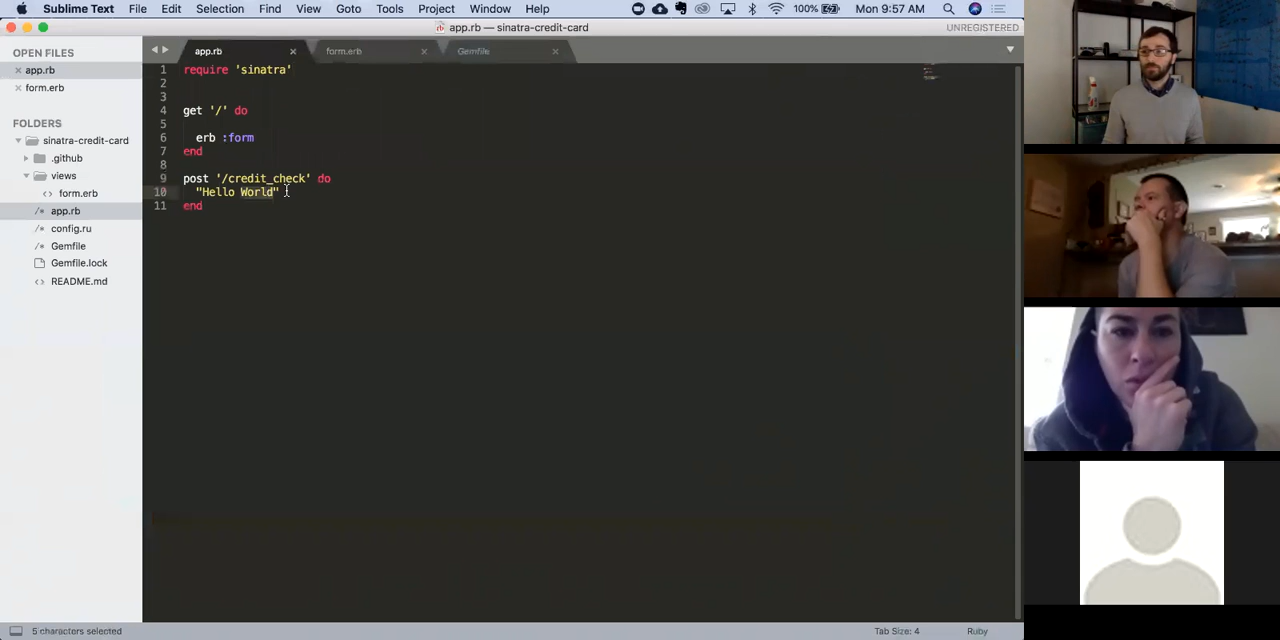 Sublime Text File Edit Selection Find View Goto Tools Project Window Help 100% Mon 9:57 AM
app.rb — sinatra-credit-card UNREGISTERED
OPEN FILES
app.rb
form.erb
FOLDERS
sinatra-credit-card
.github
views
form.erb
app.rb
config.ru
Gemfile
Gemfile.lock
README.md
app.rb form.erb Gemfile
1 require 'sinatra'
2
3
4 get '/' do
5
6 erb :form
7 end
8
9 post '/credit_check' do
10 "Hello World"
11 end
5 characters selected Tab Size: 4 Ruby